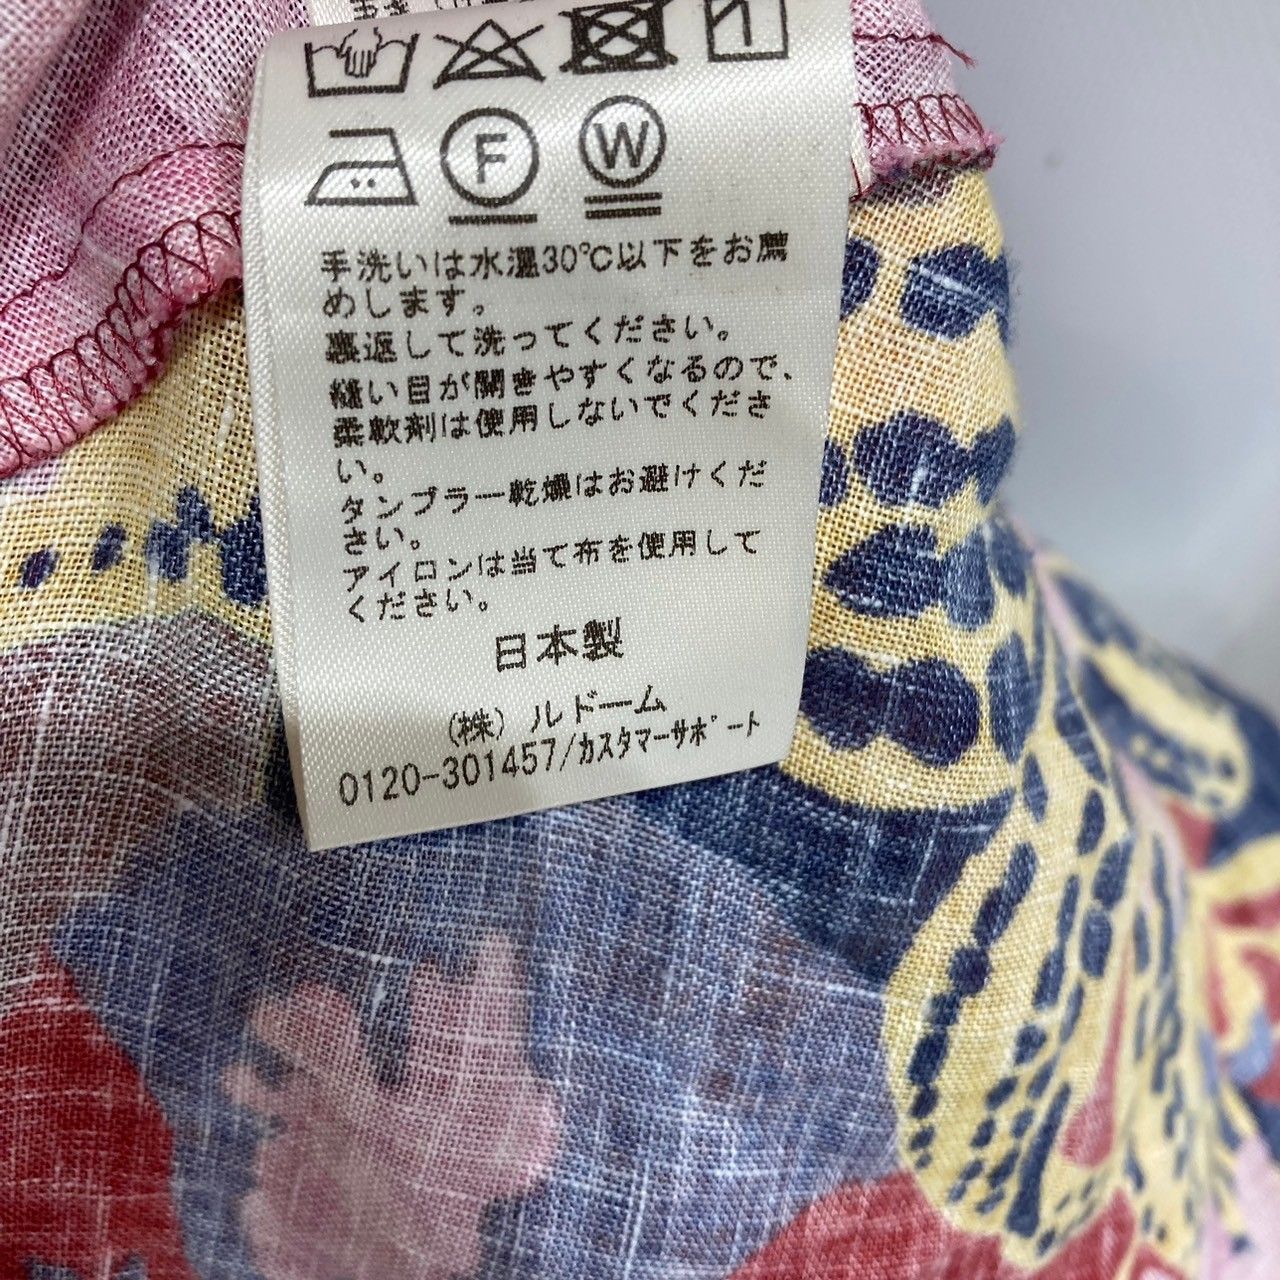 F W
手洗いは水温30℃以下をお薦
めします。
裏返して洗ってください。
縫い目が開きやすくなるので、
柔軟剤は使用しないでくださ
い。
タンブラー乾燥はお避けくだ
さい。
アイロンは当て布を使用して
ください。
日本製
(株) ルドーム
0120-301457/ｶｽﾀﾏｰｻﾎﾟｰﾄ